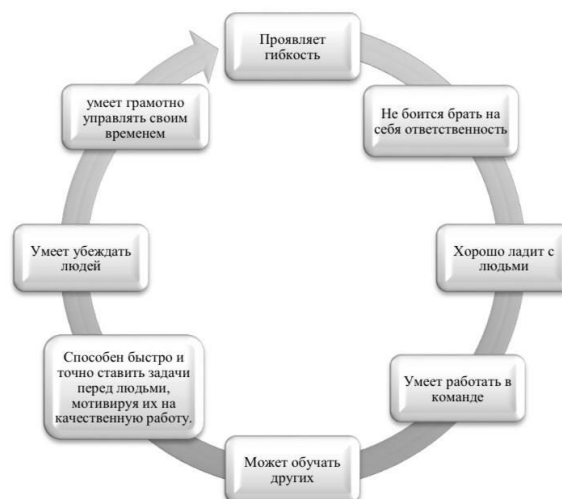 Проявляет
гибкость
Не боится брать на
себя ответственность
Хорошо ладит с
людьми
Умеет работать в
команде
Может обучать
других
Способен быстро и
точно ставить задачи
перед людьми,
мотивируя их на
качественную работу.
Умеет убеждать
людей
умеет грамотно
управлять своим
временем